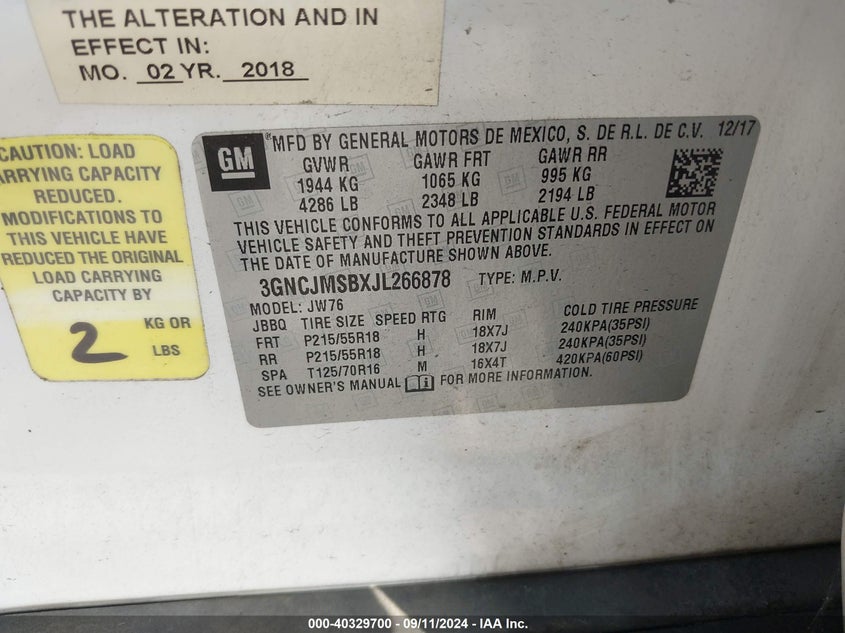 THE ALTERATION AND IN
EFFECT IN:
MO. 02 YR. 2018
CAUTION: LOAD
CARRYING CAPACITY
REDUCED.
MODIFICATIONS TO
THIS VEHICLE HAVE
REDUCED THE ORIGINAL
LOAD CARRYING
CAPACITY BY
2 KG OR
LBS
GM
® MFD BY GENERAL MOTORS DE MEXICO, S. DE R.L. DE C.V. 12/17
GVWR GAWR FRT GAWR RR
1944 KG 1065 KG 995 KG
4286 LB 2348 LB 2194 LB
THIS VEHICLE CONFORMS TO ALL APPLICABLE U.S. FEDERAL MOTOR
VEHICLE SAFETY AND THEFT PREVENTION STANDARDS IN EFFECT ON
THE DATE OF MANUFACTURE SHOWN ABOVE.
3GNCJMSBXJL266878 TYPE: M.P.V.
MODEL: JW76
JBBQ TIRE SIZE SPEED RTG RIM COLD TIRE PRESSURE
FRT P215/55R18 H 18X7J 240KPA(35PSI)
RR P215/55R18 H 18X7J 240KPA(35PSI)
SPA T125/70R16 M 16X4T 420KPA(60PSI)
SEE OWNER'S MANUAL FOR MORE INFORMATION.
000-40329700 - 09/11/2024 - IAA Inc.